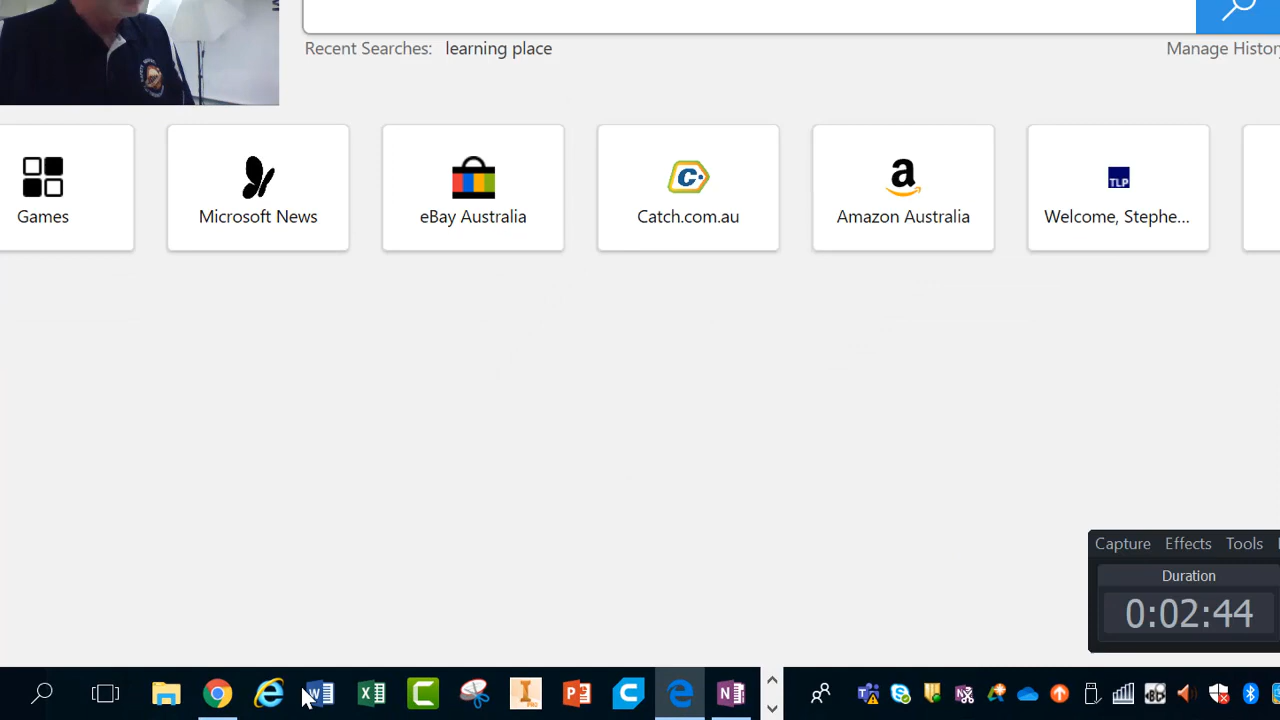 Recent Searches: learning place Manage Histor
Games Microsoft News eBay Australia Catch.com.au Amazon Australia Welcome, Stephe...
TLP
Capture Effects Tools
Duration
0:02:44